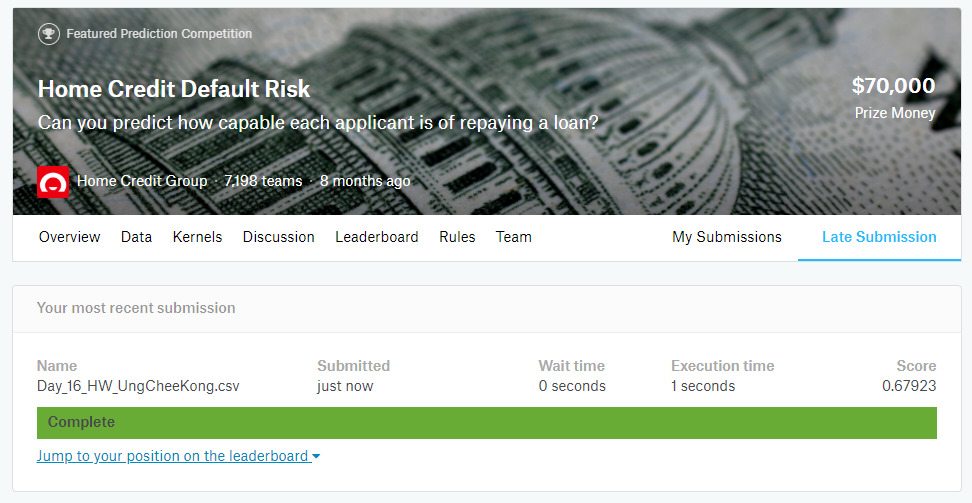 Featured Prediction Competition
Home Credit Default Risk
$70,000
Can you predict how capable each applicant is of repaying a loan?
Prize Money
Home Credit Group · 7,198 teams · 8 months ago
Overview Data Kernels Discussion Leaderboard Rules Team My Submissions Late Submission
Your most recent submission
Name Submitted Wait time Execution time Score
Day_16_HW_UngCheeKong.csv just now 0 seconds 1 seconds 0.67923
Complete
Jump to your position on the leaderboard